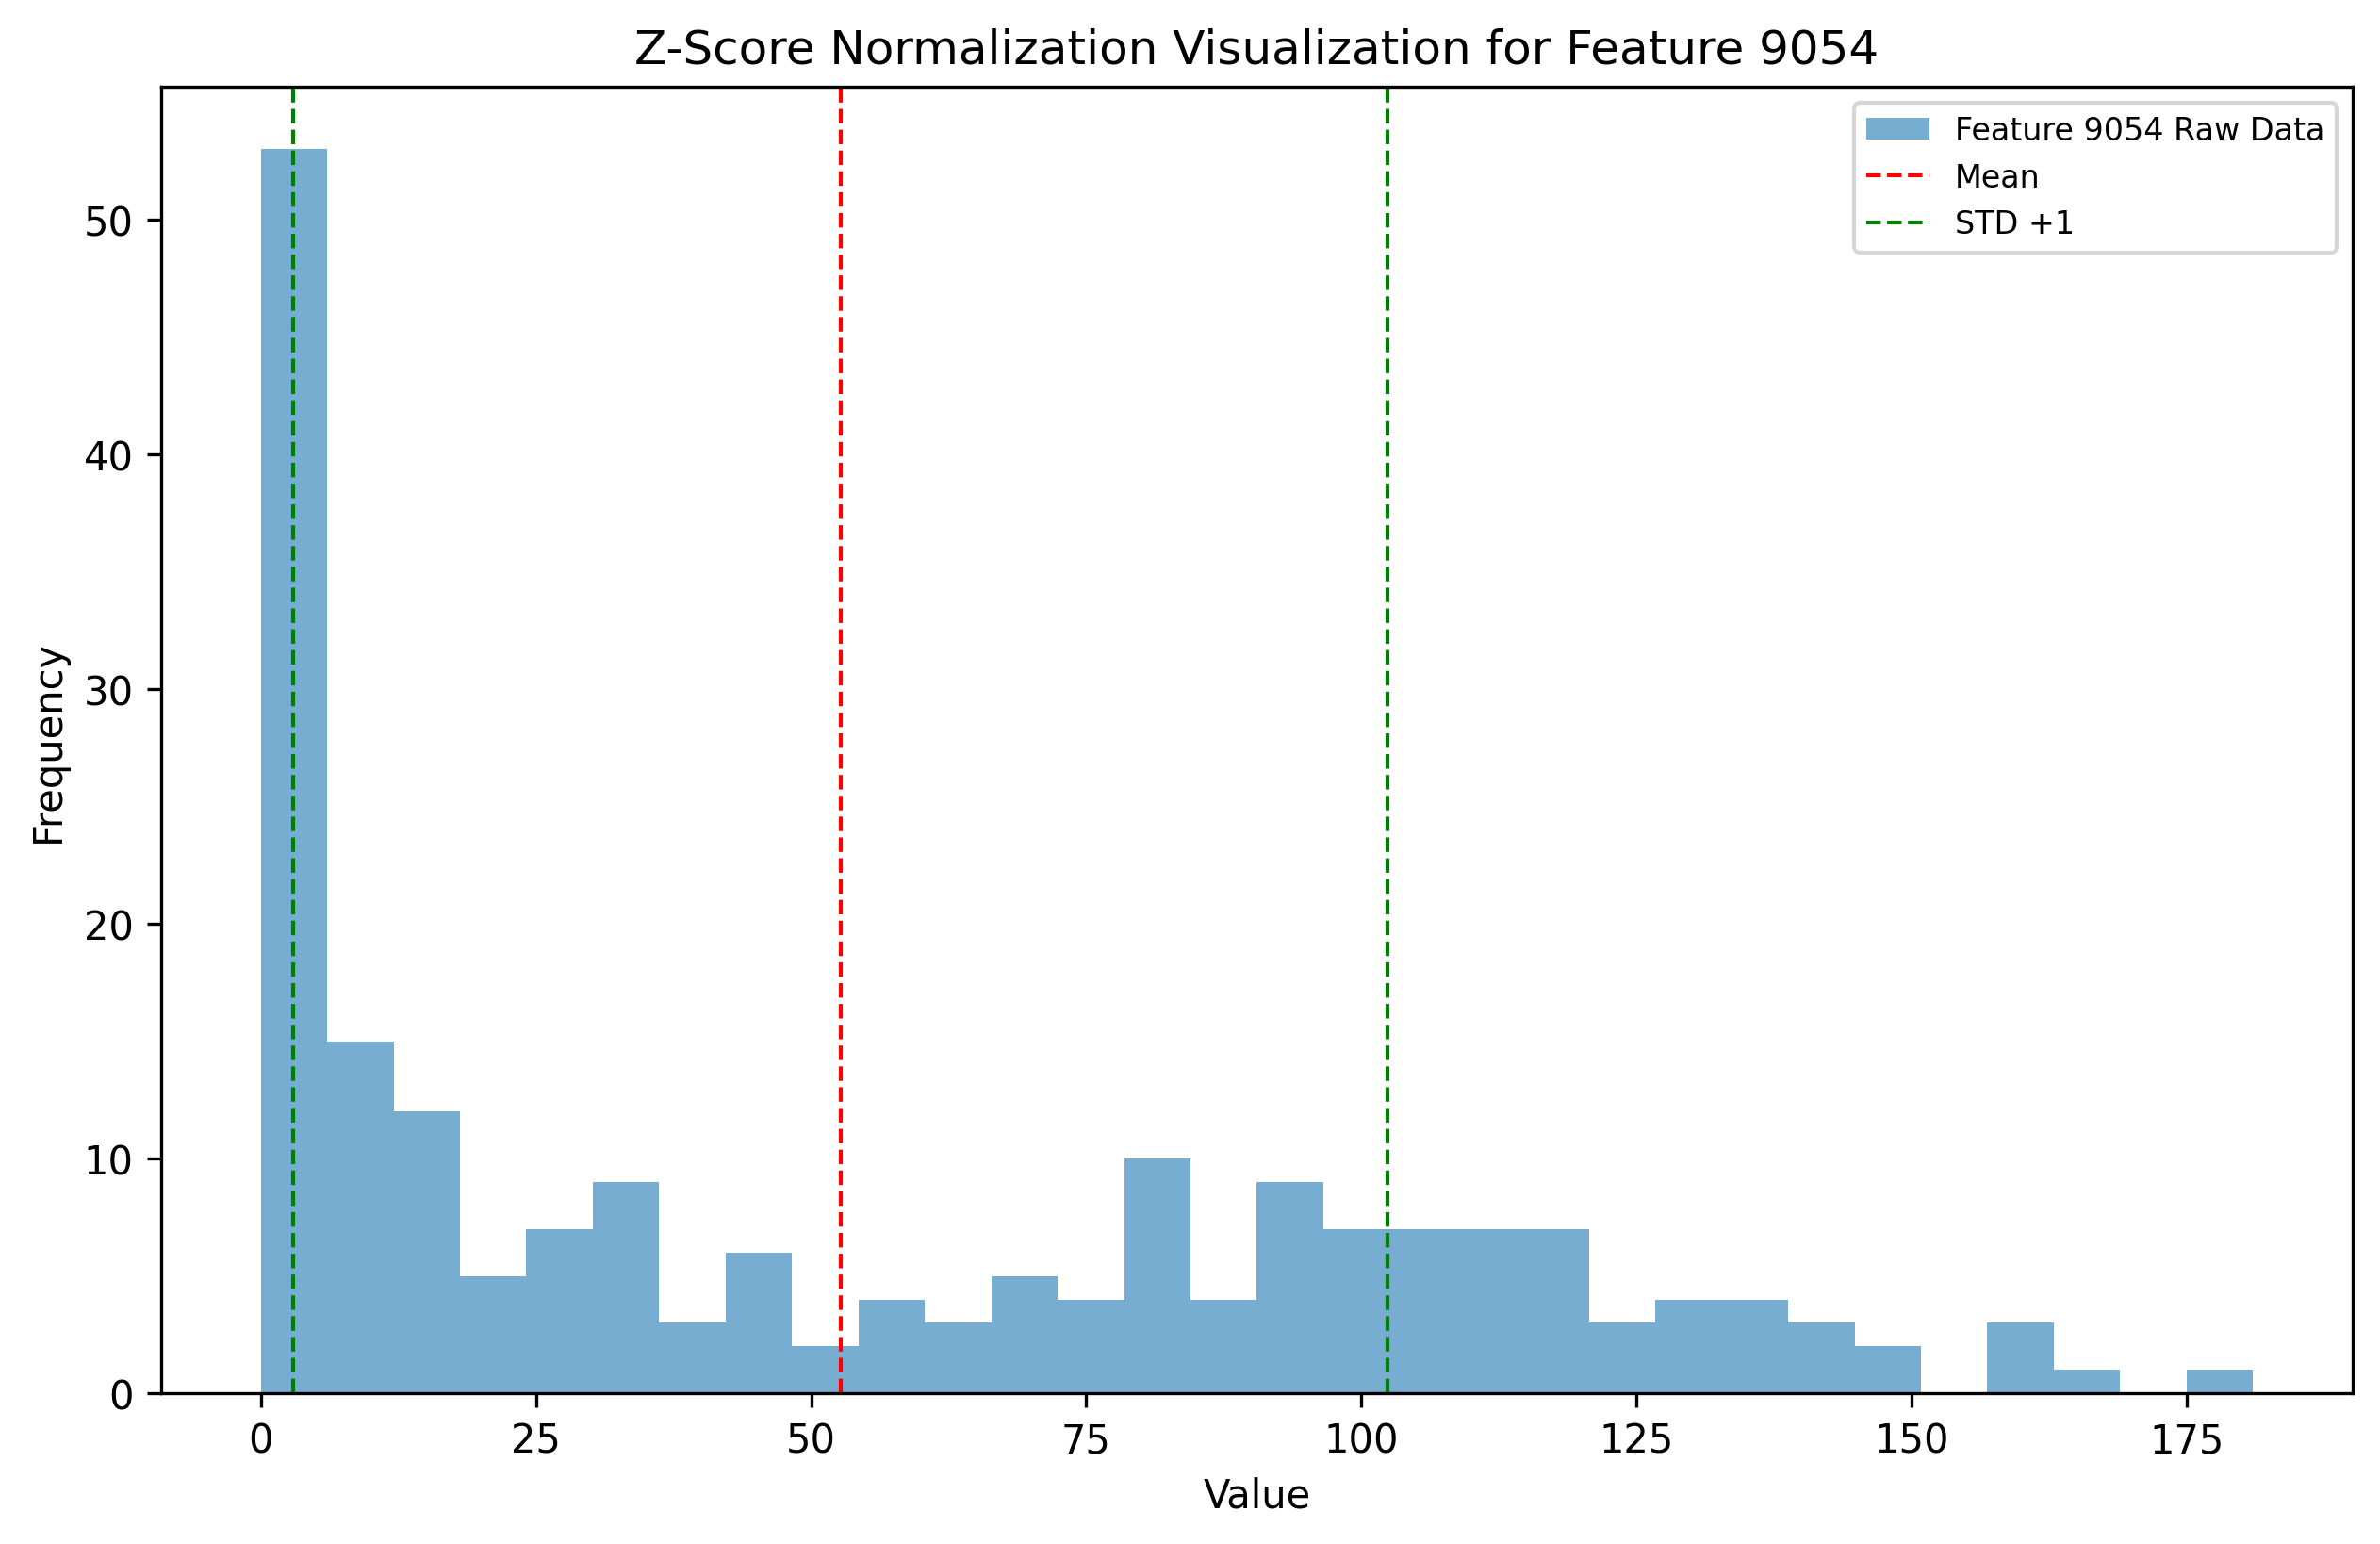 Z-Score Normalization Visualization for Feature 9054
Feature 9054 Raw Data
Mean
STD +1
50
40
30
20
10
0
Frequency
0 25 50 75 100 125 150 175
Value